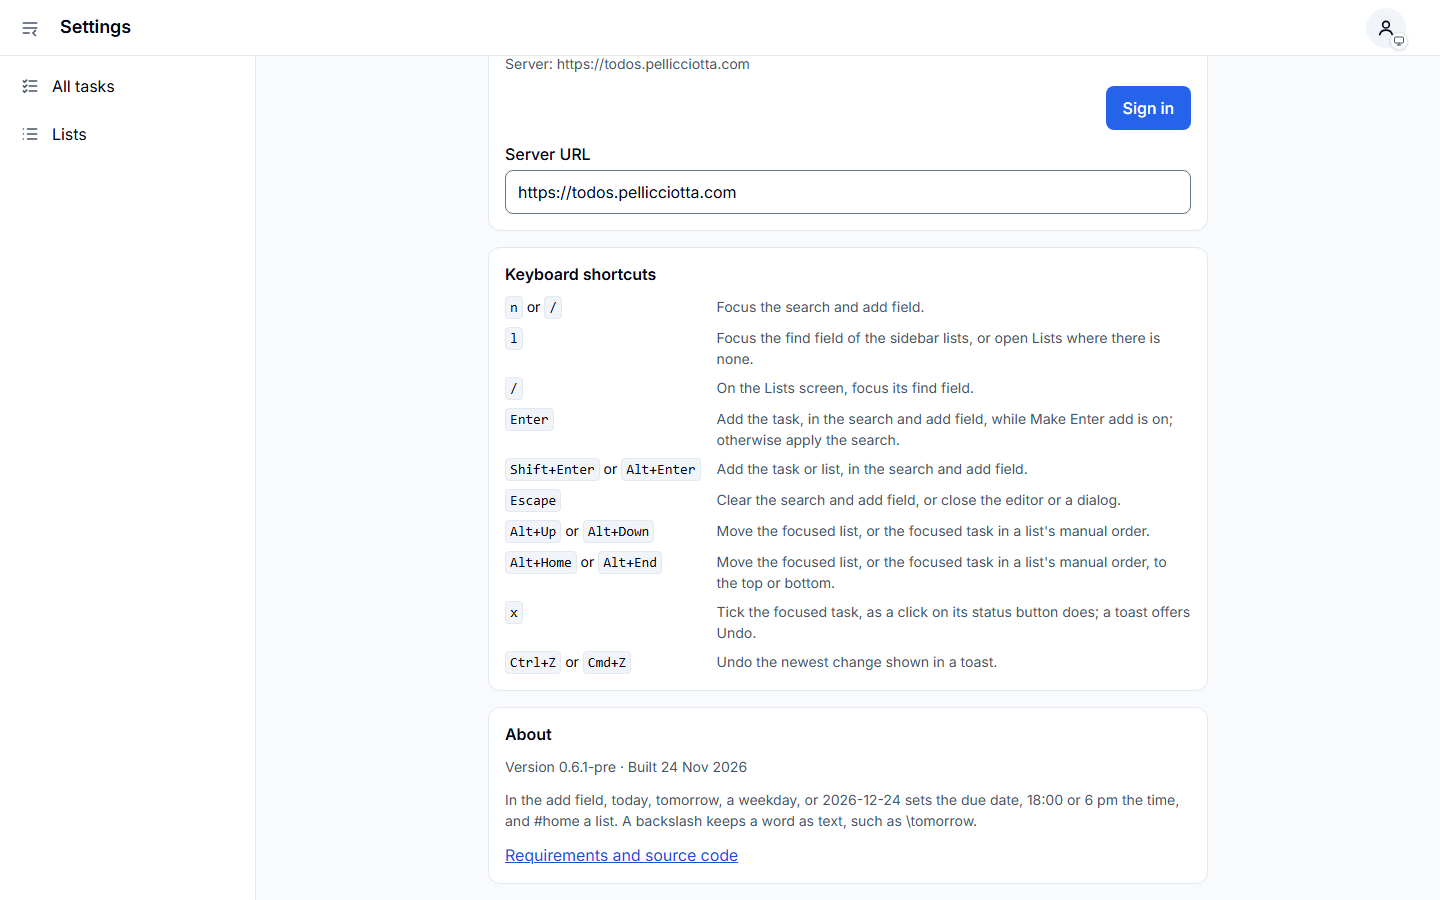 Settings
All tasks
Lists
Server: https://todos.pellicciotta.com
Sign in
Server URL
https://todos.pellicciotta.com
Keyboard shortcuts
n or / Focus the search and add field.
l Focus the find field of the sidebar lists, or open Lists where there is
none.
/ On the Lists screen, focus its find field.
Enter Add the task, in the search and add field, while Make Enter add is on;
otherwise apply the search.
Shift+Enter or Alt+Enter Add the task or list, in the search and add field.
Escape Clear the search and add field, or close the editor or a dialog.
Alt+Up or Alt+Down Move the focused list, or the focused task in a list's manual order.
Alt+Home or Alt+End Move the focused list, or the focused task in a list's manual order, to
the top or bottom.
x Tick the focused task, as a click on its status button does; a toast offers
Undo.
Ctrl+Z or Cmd+Z Undo the newest change shown in a toast.
About
Version 0.6.1-pre · Built 24 Nov 2026
In the add field, today, tomorrow, a weekday, or 2026-12-24 sets the due date, 18:00 or 6 pm the time,
and #home a list. A backslash keeps a word as text, such as \tomorrow.
Requirements and source code